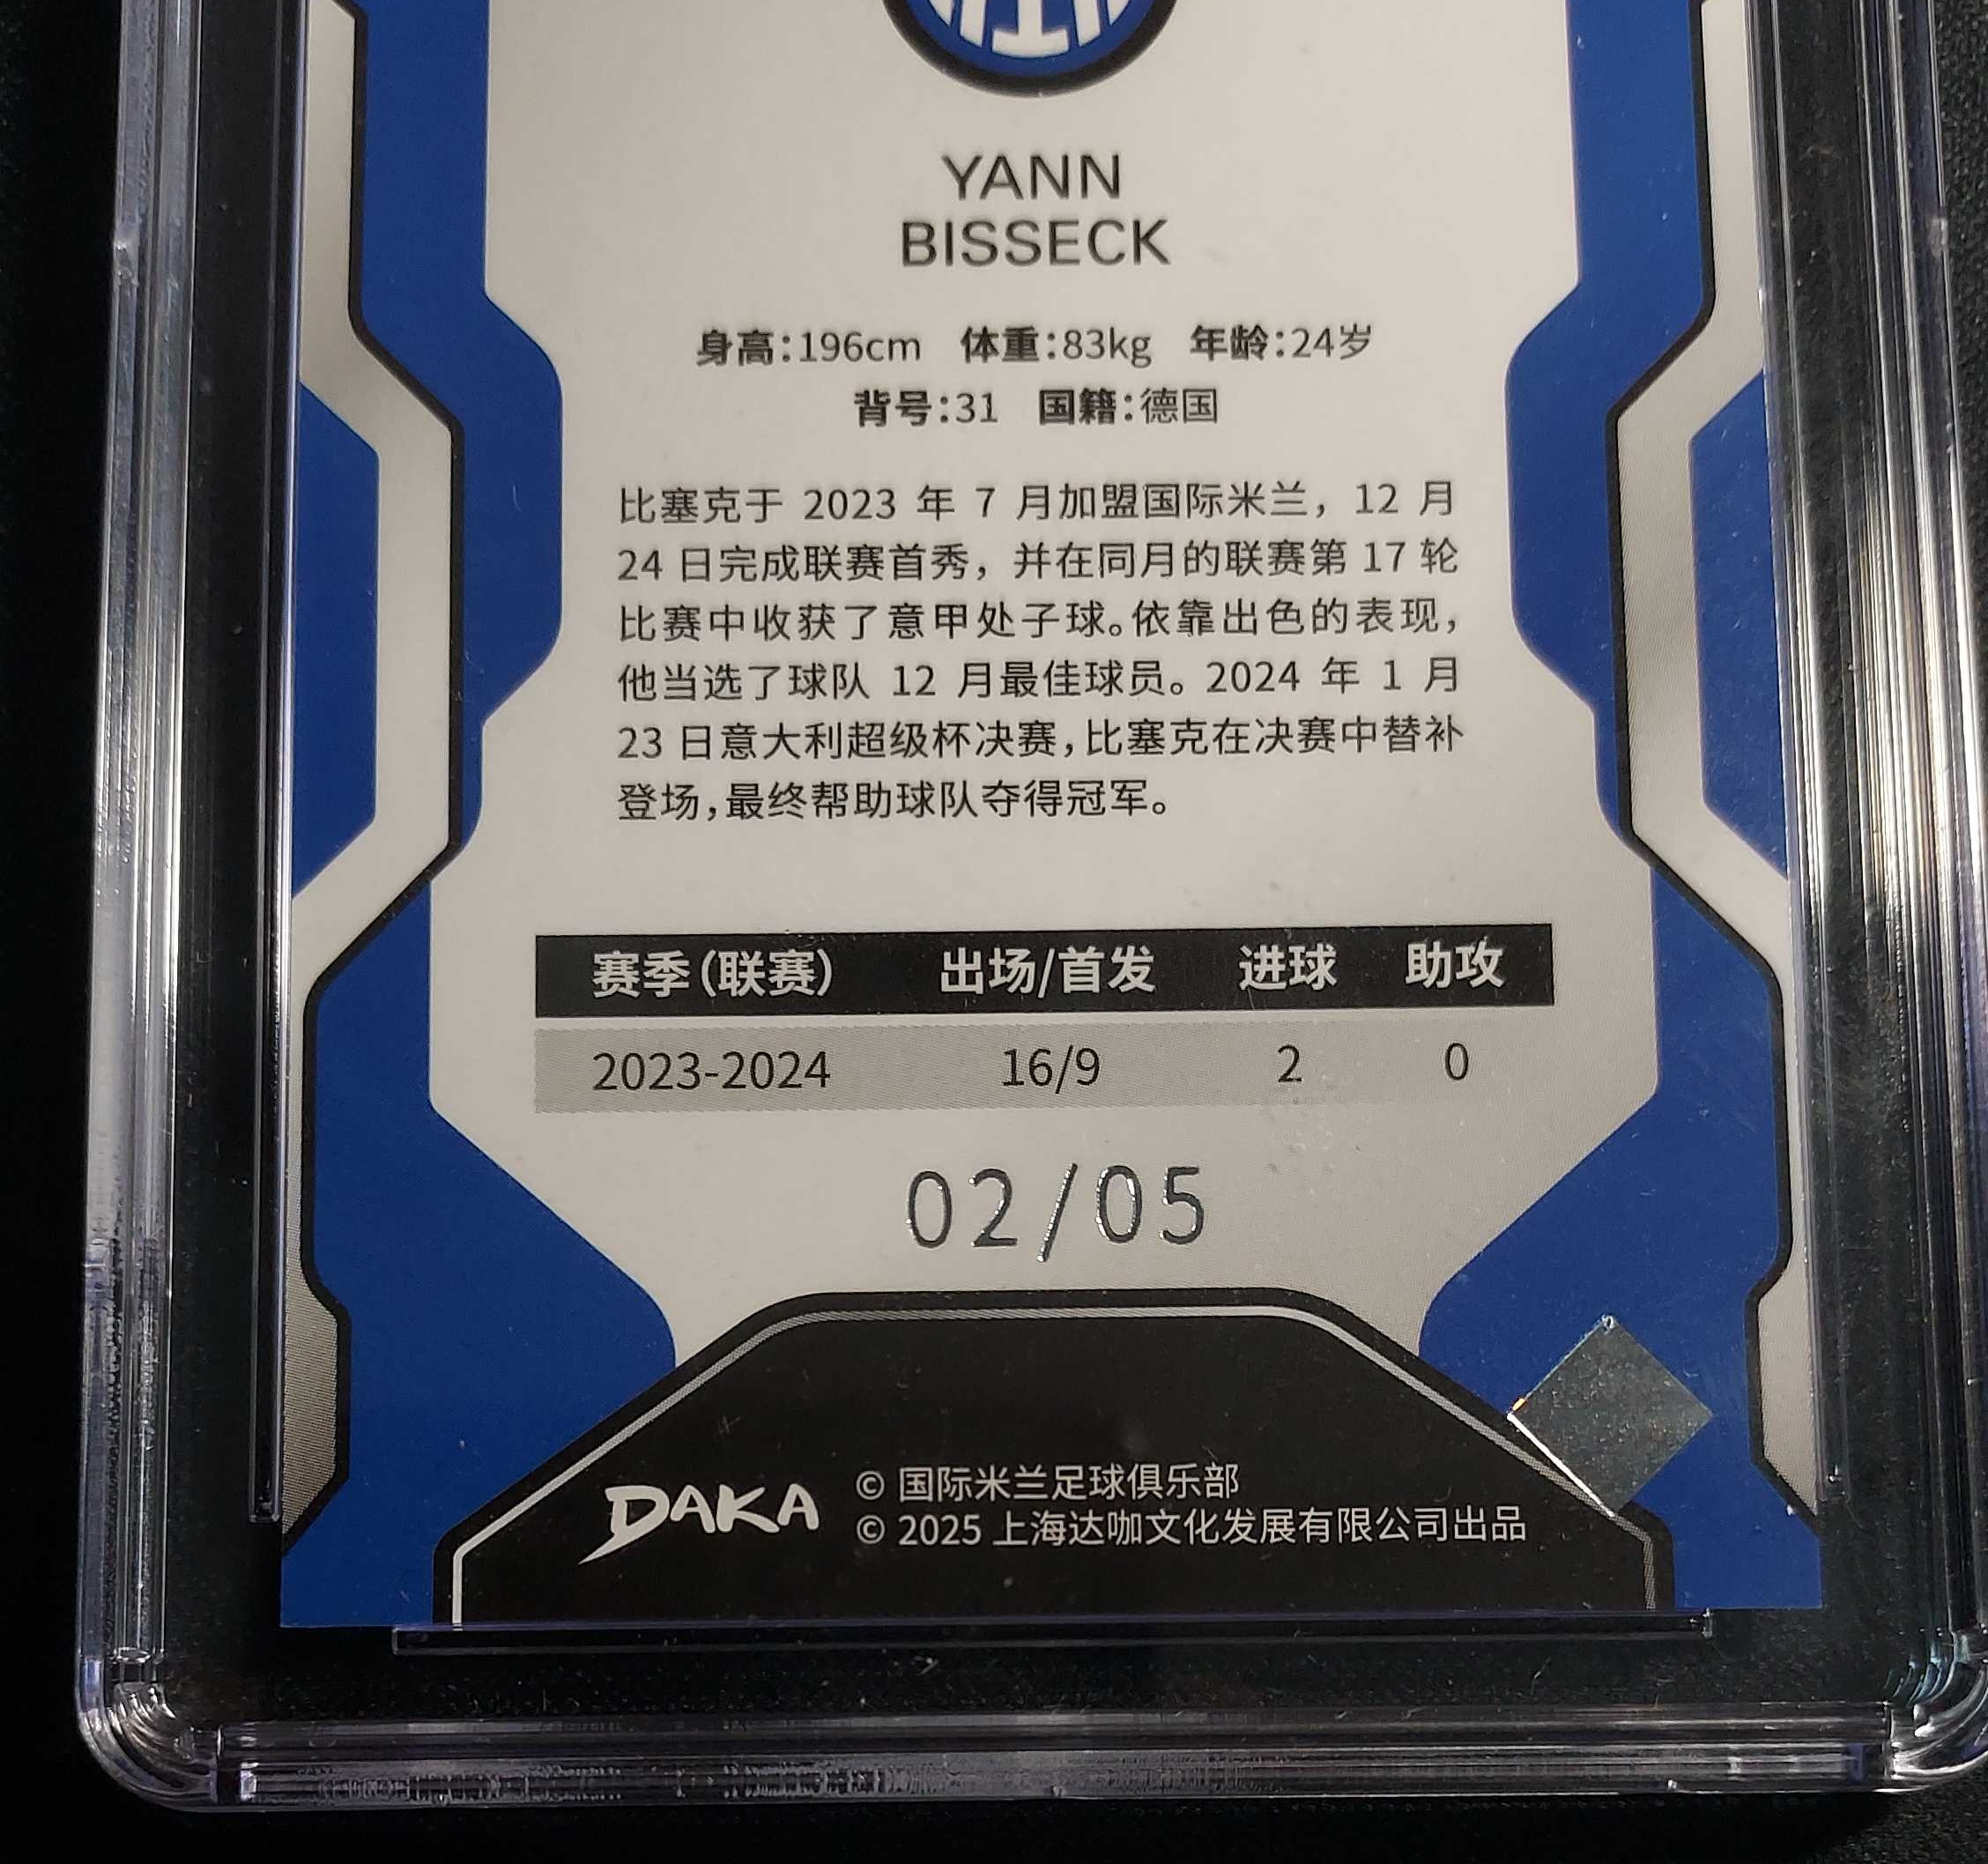 YANN
BISSECK
身高:196cm 体重:83kg 年龄:24岁
背号:31 国籍:德国
比塞克于 2023 年 7 月加盟国际米兰，12 月
24 日完成联赛首秀，并在同月的联赛第 17 轮
比赛中收获了意甲处子球。依靠出色的表现，
他当选了球队 12 月最佳球员。2024 年 1 月
23 日意大利超级杯决赛，比塞克在决赛中替补
登场，最终帮助球队夺得冠军。
赛季(联赛) 出场/首发 进球 助攻
2023-2024 16/9 2 0
02/05
DAKA
© 国际米兰足球俱乐部
© 2025 上海达咖文化发展有限公司出品